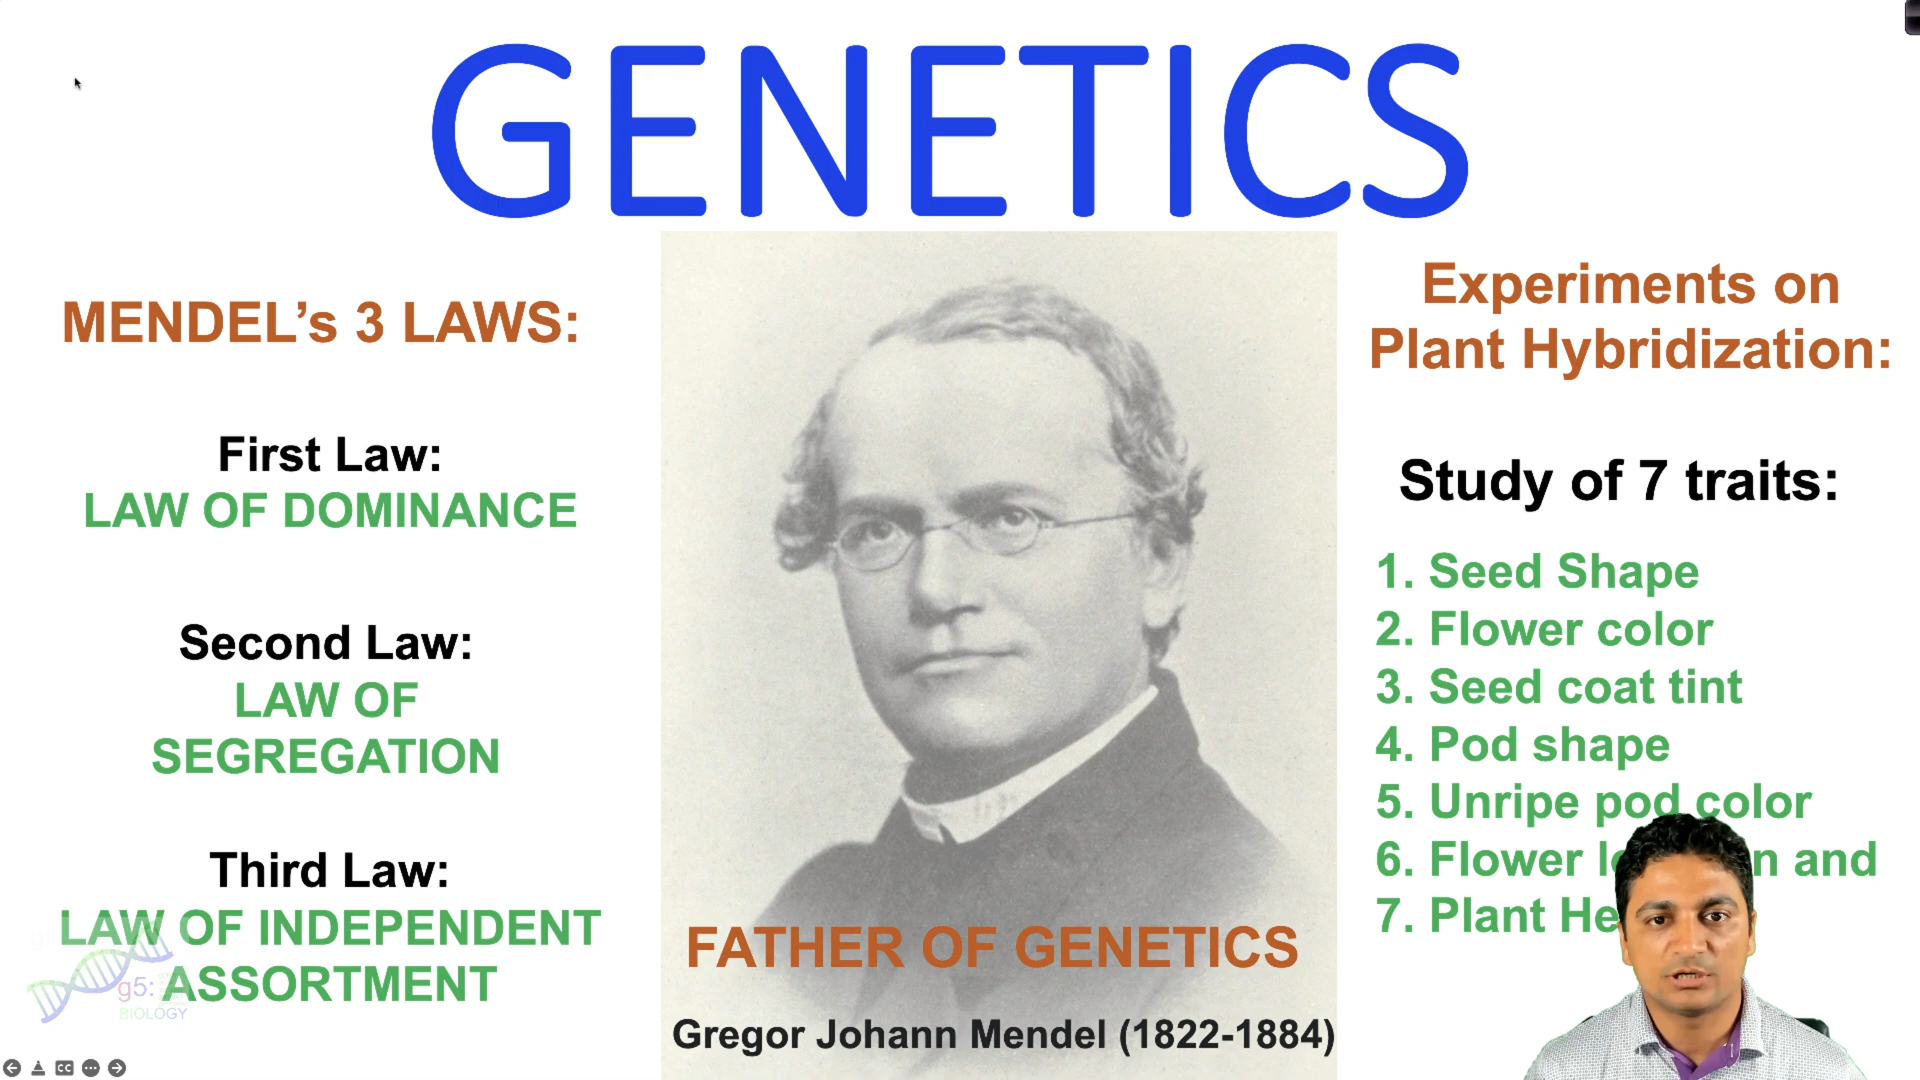 GENETICS
MENDEL’s 3 LAWS:
First Law:
LAW OF DOMINANCE
Second Law:
LAW OF
SEGREGATION
Third Law:
LAW OF INDEPENDENT
ASSORTMENT
g5:
BIOLOGY
CC
FATHER OF GENETICS
Gregor Johann Mendel (1822-1884)
Experiments on
Plant Hybridization:
Study of 7 traits:
1. Seed Shape
2. Flower color
3. Seed coat tint
4. Pod shape
5. Unripe pod color
6. Flower and
7. Plant